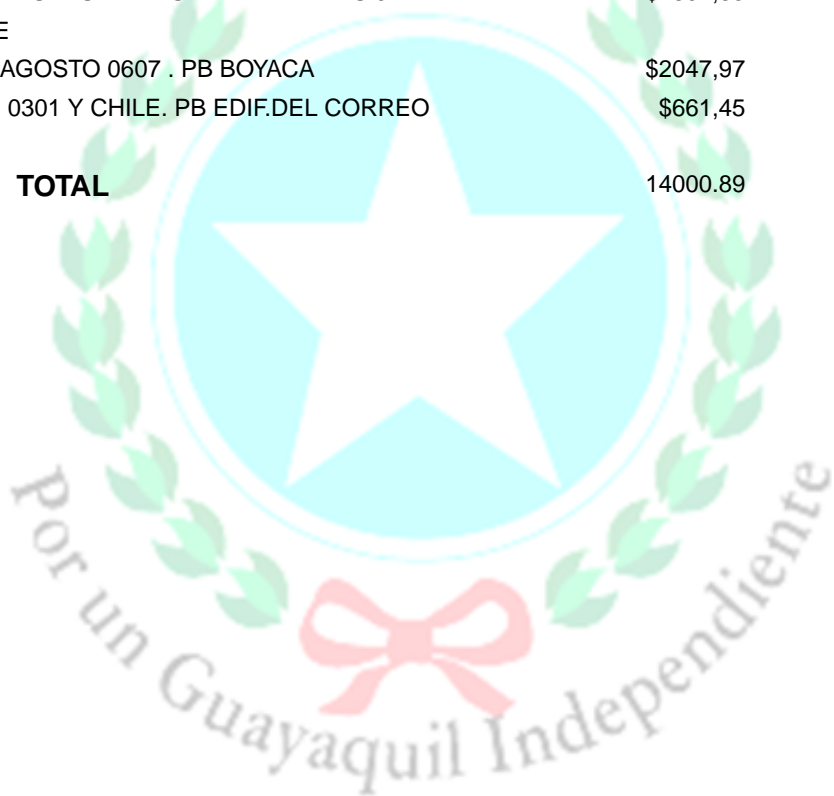 E
AGOSTO 0607 . PB BOYACA $2047,97
0301 Y CHILE. PB EDIF.DEL CORREO $661,45
TOTAL 14000.89
Por un Guayaquil Independiente